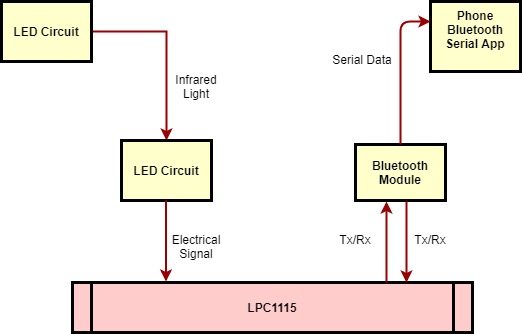 LED Circuit
Phone
Bluetooth
Serial App
Infrared
Light
Serial Data
LED Circuit
Bluetooth
Module
Electrical
Signal
Tx/Rx
Tx/Rx
LPC1115